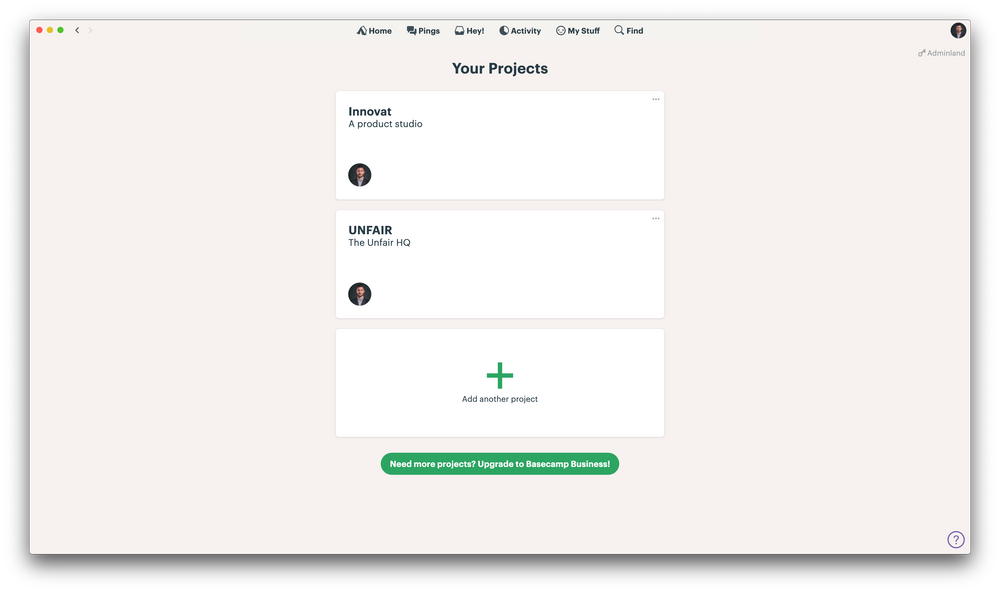 Home Pings Hey! Activity My Stuff Find
Adminland
Your Projects
Innovat
A product studio
UNFAIR
The Unfair HQ
Add another project
Need more projects? Upgrade to Basecamp Business!
?